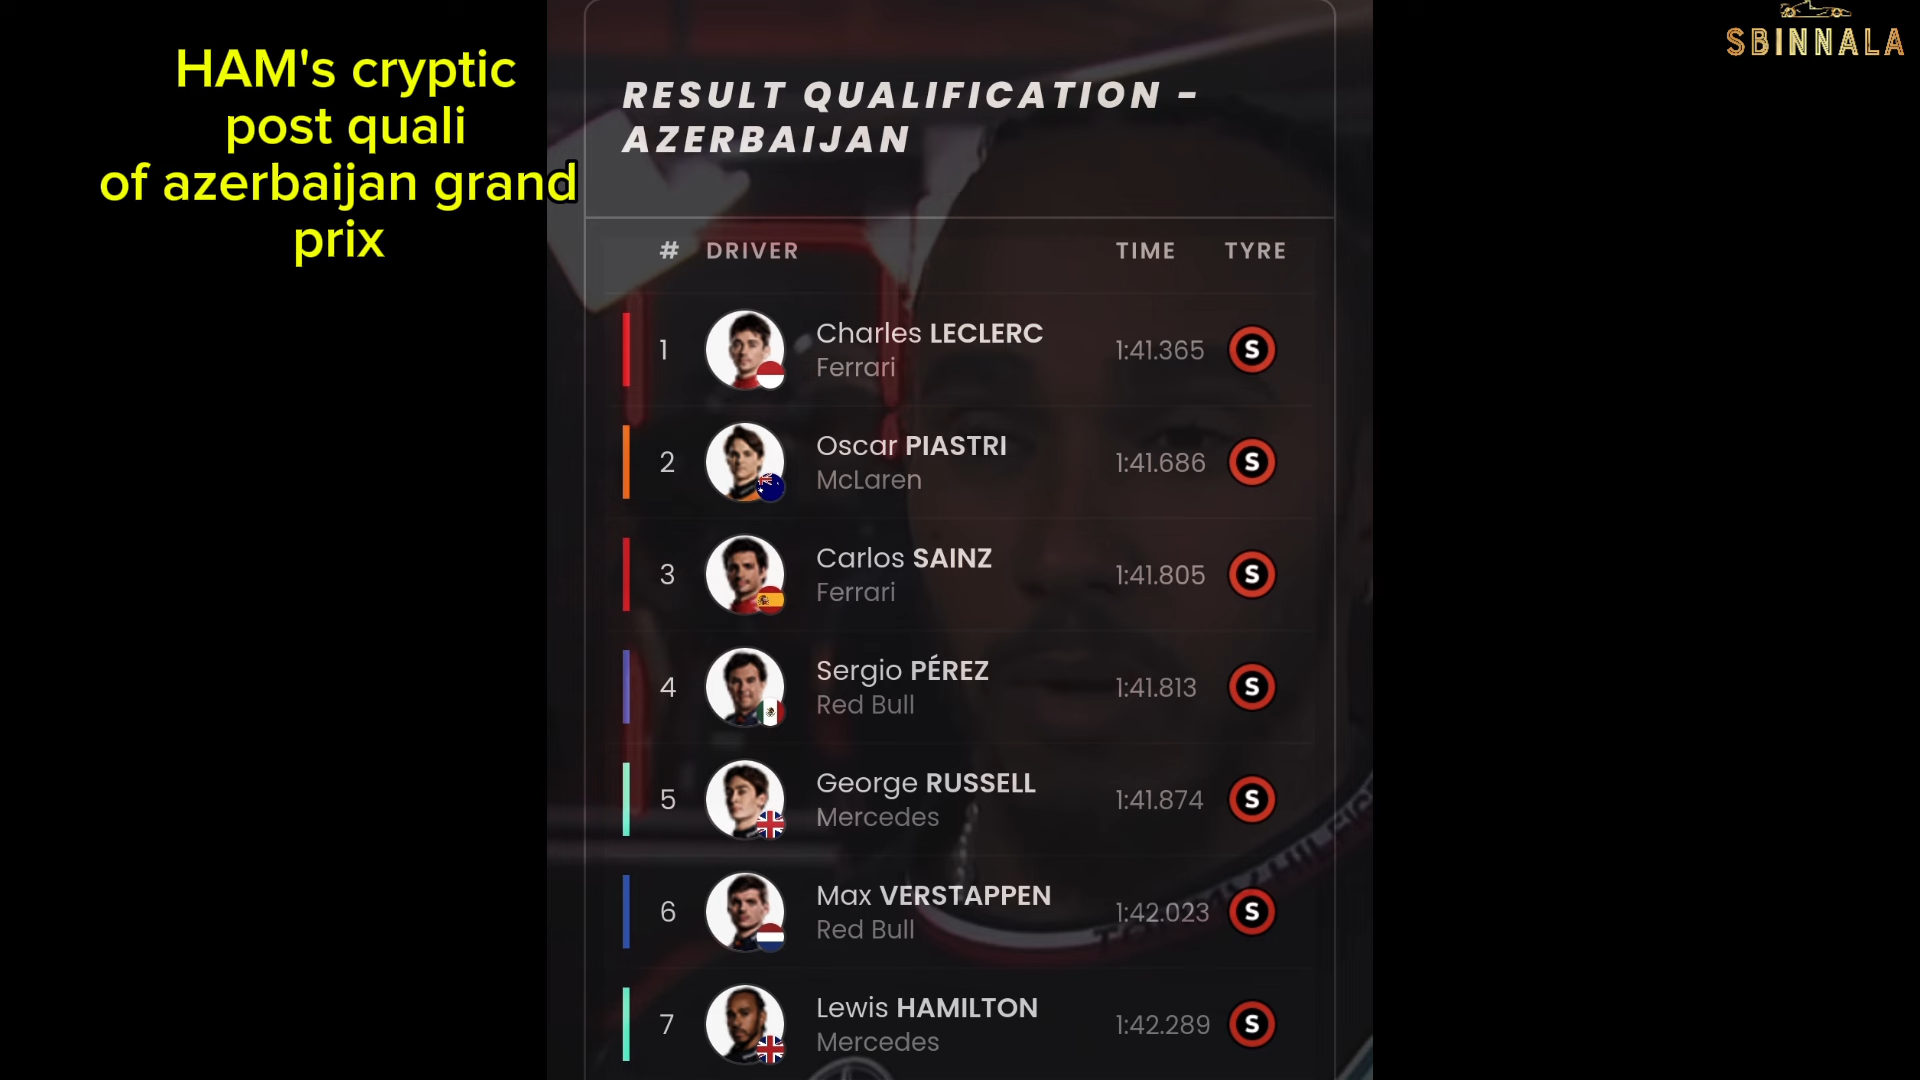 HAM's cryptic
post quali
of azerbaijan grand
prix
SBINNALA
RESULT QUALIFICATION -
AZERBAIJAN
# DRIVER TIME TYRE
1 Charles LECLERC 1:41.365 S
Ferrari
2 Oscar PIASTRI 1:41.686 S
McLaren
3 Carlos SAINZ 1:41.805 S
Ferrari
4 Sergio PÉREZ 1:41.813 S
Red Bull
5 George RUSSELL 1:41.874 S
Mercedes
6 Max VERSTAPPEN 1:42.023 S
Red Bull
7 Lewis HAMILTON 1:42.289 S
Mercedes